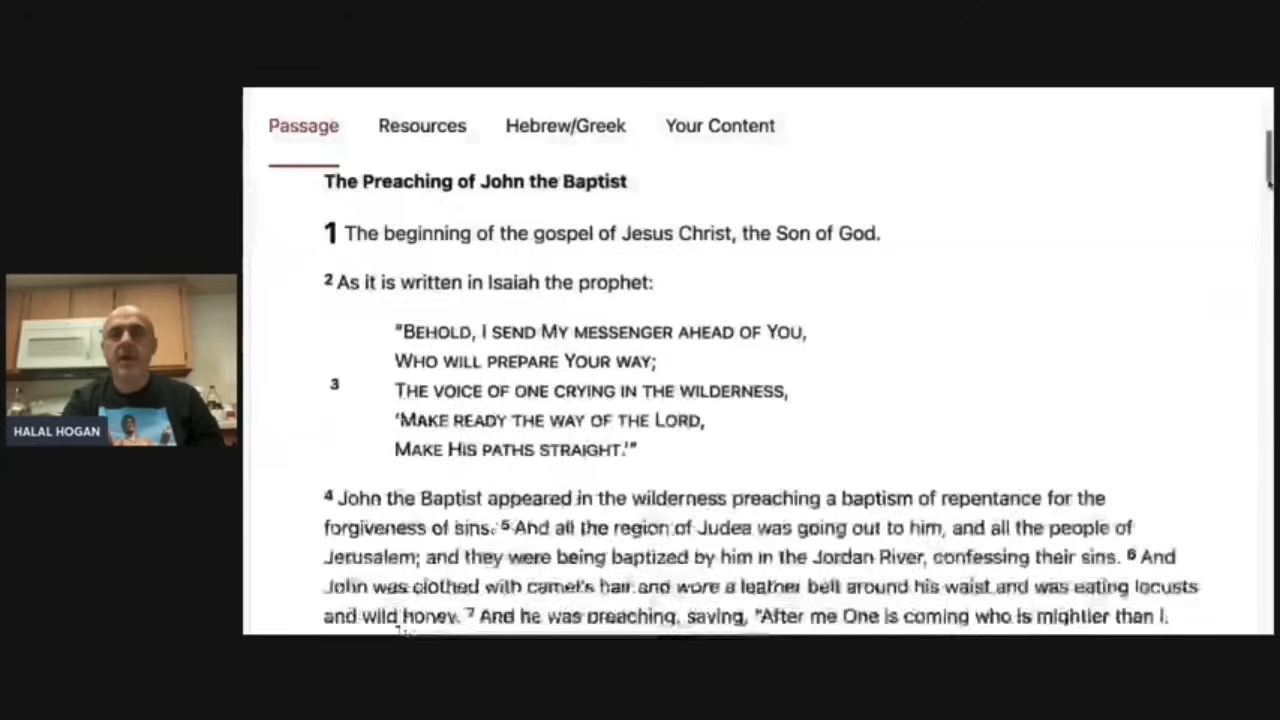 Passage Resources Hebrew/Greek Your Content
The Preaching of John the Baptist
1 The beginning of the gospel of Jesus Christ, the Son of God.
2 As it is written in Isaiah the prophet:
"BEHOLD, I SEND MY MESSENGER AHEAD OF YOU,
WHO WILL PREPARE YOUR WAY;
3 THE VOICE OF ONE CRYING IN THE WILDERNESS,
'MAKE READY THE WAY OF THE LORD,
MAKE HIS PATHS STRAIGHT.'"
4 John the Baptist appeared in the wilderness preaching a baptism of repentance for the
forgiveness of sins. 5 And all the region of Judea was going out to him, and all the people of
Jerusalem; and they were being baptized by him in the Jordan River, confessing their sins. 6 And
John was clothed with camel's hair and wore a leather belt around his waist and was eating locusts
and wild honey. 7 And he was preaching, saying, "After me One is coming who is mightier than I,
HALAL HOGAN